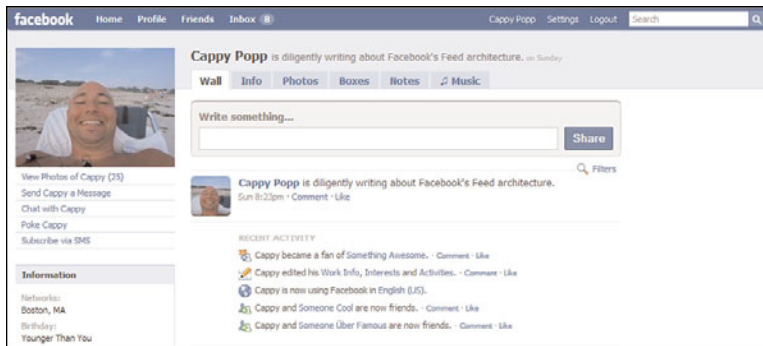 facebook Home Profile Friends Inbox 8 Cappy Popp Settings Logout Search
Cappy Popp is diligently writing about Facebook's Feed architecture. on Sunday
Wall Info Photos Boxes Notes Music
Write something...
Share
Filters
View Photos of Cappy (25)
Send Cappy a Message
Chat with Cappy
Poke Cappy
Subscribe via SMS
Information
Networks:
Boston, MA
Birthday:
Younger Than You
Cappy Popp is diligently writing about Facebook's Feed architecture.
Sun 8:23pm · Comment · Like
RECENT ACTIVITY
Cappy became a fan of Something Awesome. · Comment · Like
Cappy edited his Work Info, Interests and Activities. · Comment · Like
Cappy is now using Facebook in English (US).
Cappy and Someone Cool are now friends. · Comment · Like
Cappy and Someone Über Famous are now friends. · Comment · Like